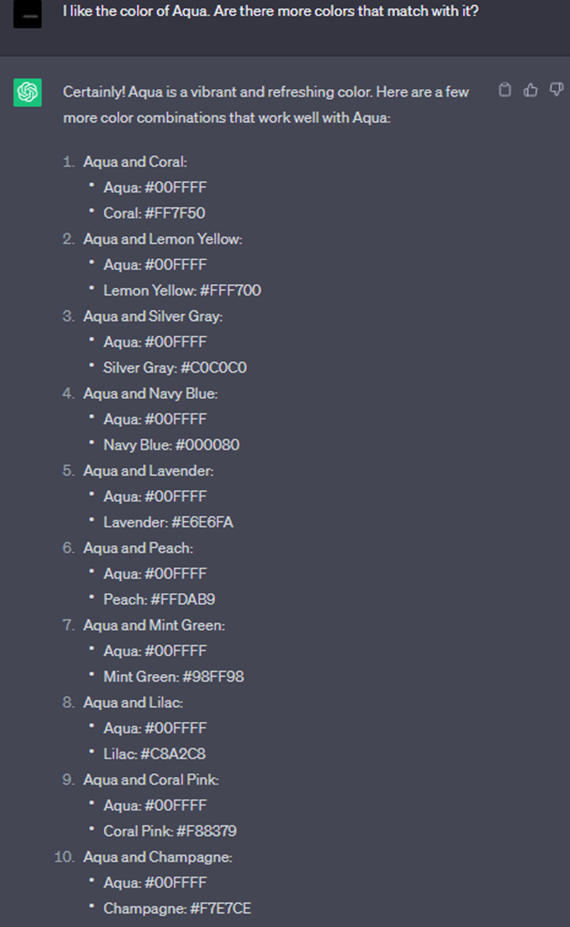 I like the color of Aqua. Are there more colors that match with it?
Certainly! Aqua is a vibrant and refreshing color. Here are a few
more color combinations that work well with Aqua:
1. Aqua and Coral:
• Aqua: #00FFFF
• Coral: #FF7F50
2. Aqua and Lemon Yellow:
• Aqua: #00FFFF
• Lemon Yellow: #FFF700
3. Aqua and Silver Gray:
• Aqua: #00FFFF
• Silver Gray: #C0C0C0
4. Aqua and Navy Blue:
• Aqua: #00FFFF
• Navy Blue: #000080
5. Aqua and Lavender:
• Aqua: #00FFFF
• Lavender: #E6E6FA
6. Aqua and Peach:
• Aqua: #00FFFF
• Peach: #FFDAB9
7. Aqua and Mint Green:
• Aqua: #00FFFF
• Mint Green: #98FF98
8. Aqua and Lilac:
• Aqua: #00FFFF
• Lilac: #C8A2C8
9. Aqua and Coral Pink:
• Aqua: #00FFFF
• Coral Pink: #F88379
10. Aqua and Champagne:
• Aqua: #00FFFF
• Champagne: #F7E7CE